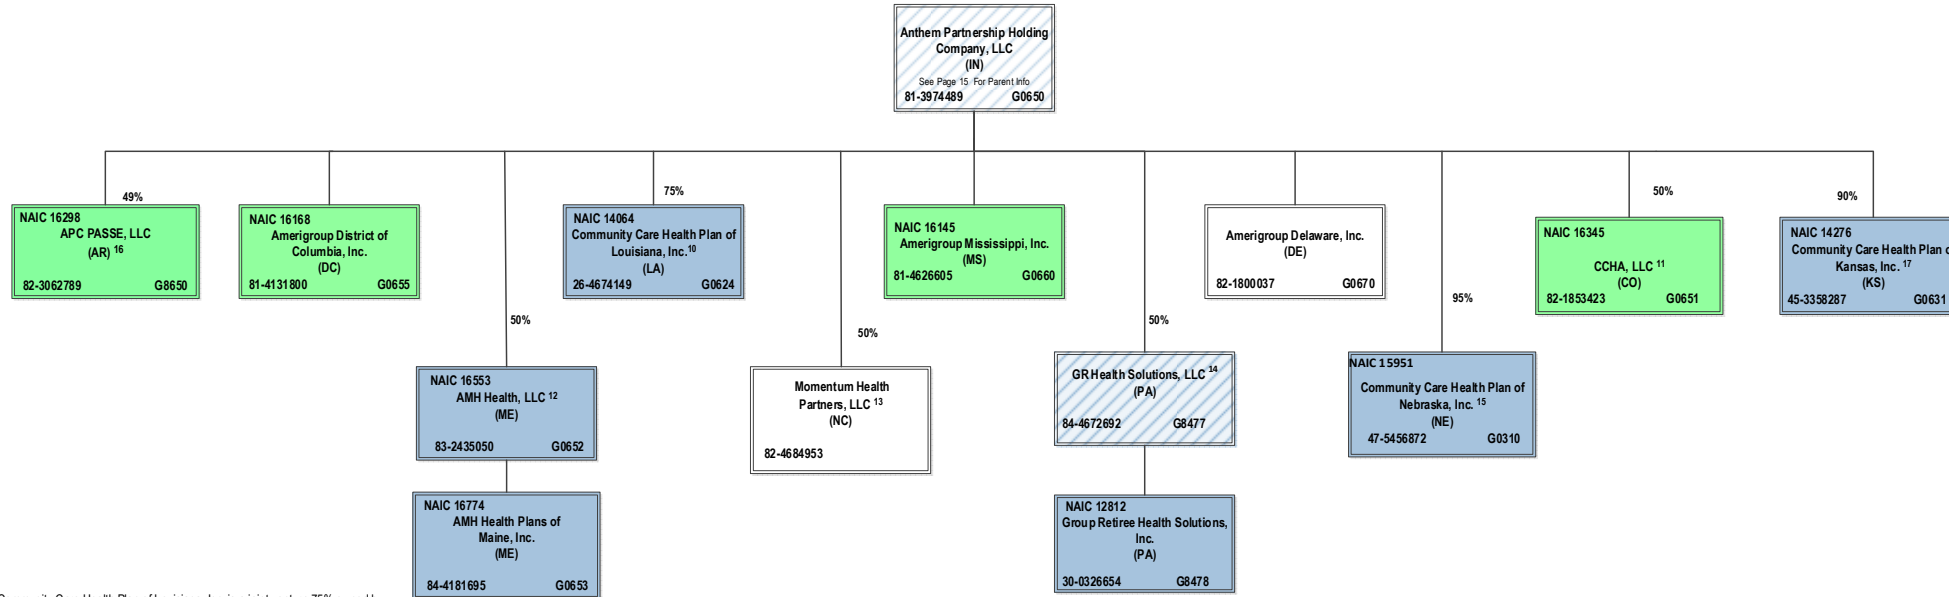 Anthem Partnership Holding
Company, LLC
(IN)
See Page 15 For Parent Info
81-3974489 G0650
49%
NAIC 16298
APC PASSE, LLC
(AR) 16
82-3062789 G8650
NAIC 16168
Amerigroup District of
Columbia, Inc.
(DC)
81-4131800 G0655
75%
NAIC 14064
Community Care Health Plan of
Louisiana, Inc.10
(LA)
26-4674149 G0624
NAIC 16145
Amerigroup Mississippi, Inc.
(MS)
81-4626605 G0660
Amerigroup Delaware, Inc.
(DE)
82-1800037 G0670
50%
NAIC 16345
CCHA, LLC 11
(CO)
82-1853423 G0651
90%
NAIC 14276
Community Care Health Plan o
Kansas, Inc. 17
(KS)
45-3358287 G0631
50%
NAIC 16553
AMH Health, LLC 12
(ME)
83-2435050 G0652
50%
Momentum Health
Partners, LLC 13
(NC)
82-4684953
50%
GR Health Solutions, LLC 14
(PA)
84-4672692 G8477
95%
NAIC 15951
Community Care Health Plan of
Nebraska, Inc. 15
(NE)
47-5456872 G0310
NAIC 16774
AMH Health Plans of
Maine, Inc.
(ME)
84-4181695 G0653
NAIC 12812
Group Retiree Health Solutions,
Inc.
(PA)
30-0326654 G8478